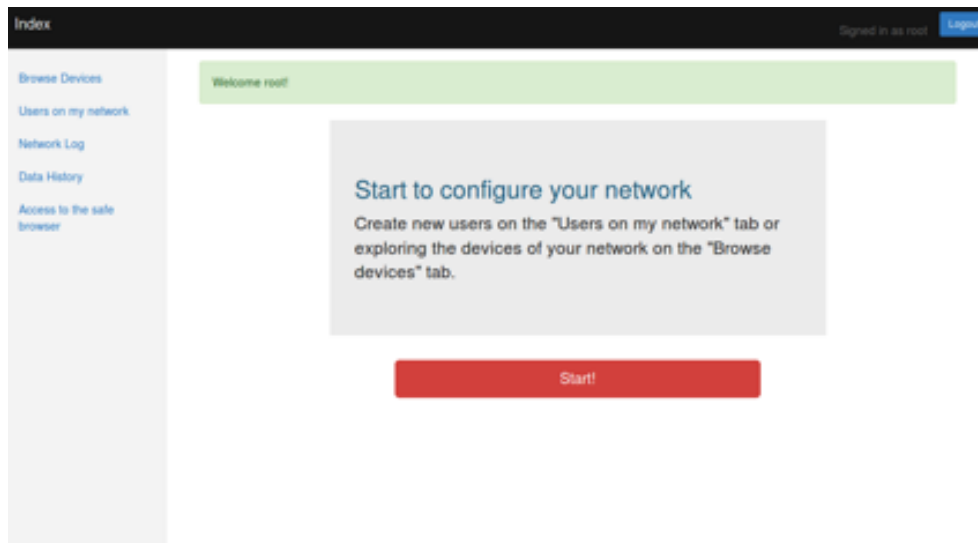 Index
Signed in as root
Logou
Browse Devices
Users on my network
Network Log
Data History
Access to the safe
browser
Welcome root!
Start to configure your network
Create new users on the "Users on my network" tab or
exploring the devices of your network on the "Browse
devices" tab.
Start!